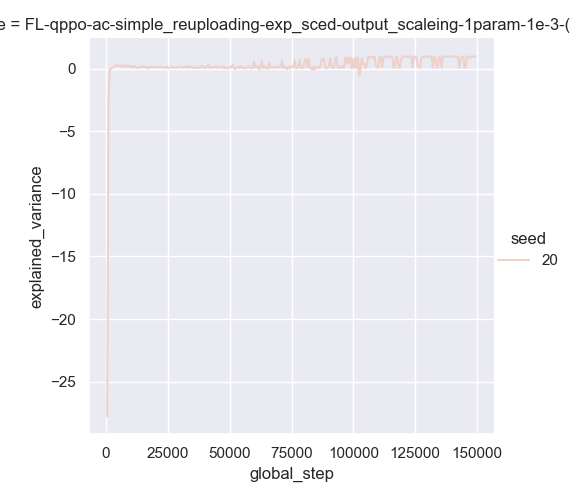 e = FL-qppo-ac-simple_reuploading-exp_sced-output_scaleing-1param-1e-3-(
explained_variance
0
−5
−10
−15
−20
−25
0 25000 50000 75000 100000 125000 150000
global_step
seed
20